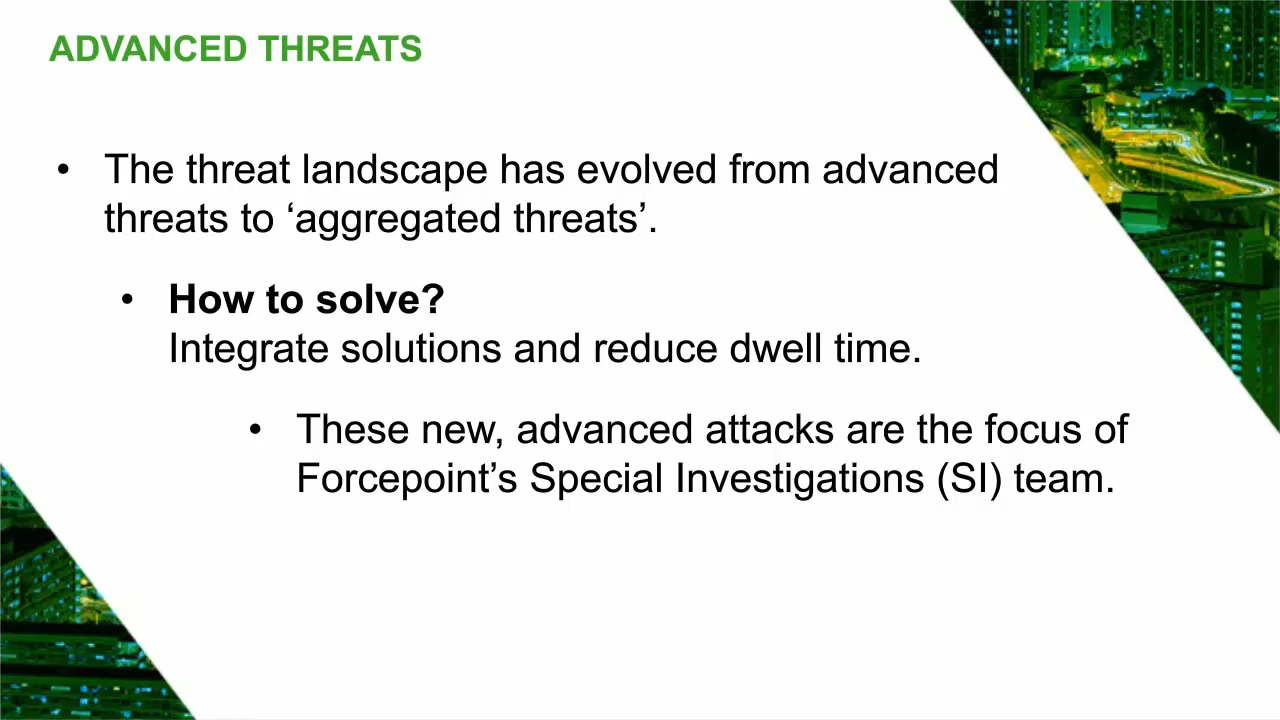 ADVANCED THREATS
• The threat landscape has evolved from advanced
threats to ‘aggregated threats’.
• How to solve?
Integrate solutions and reduce dwell time.
• These new, advanced attacks are the focus of
Forcepoint’s Special Investigations (SI) team.